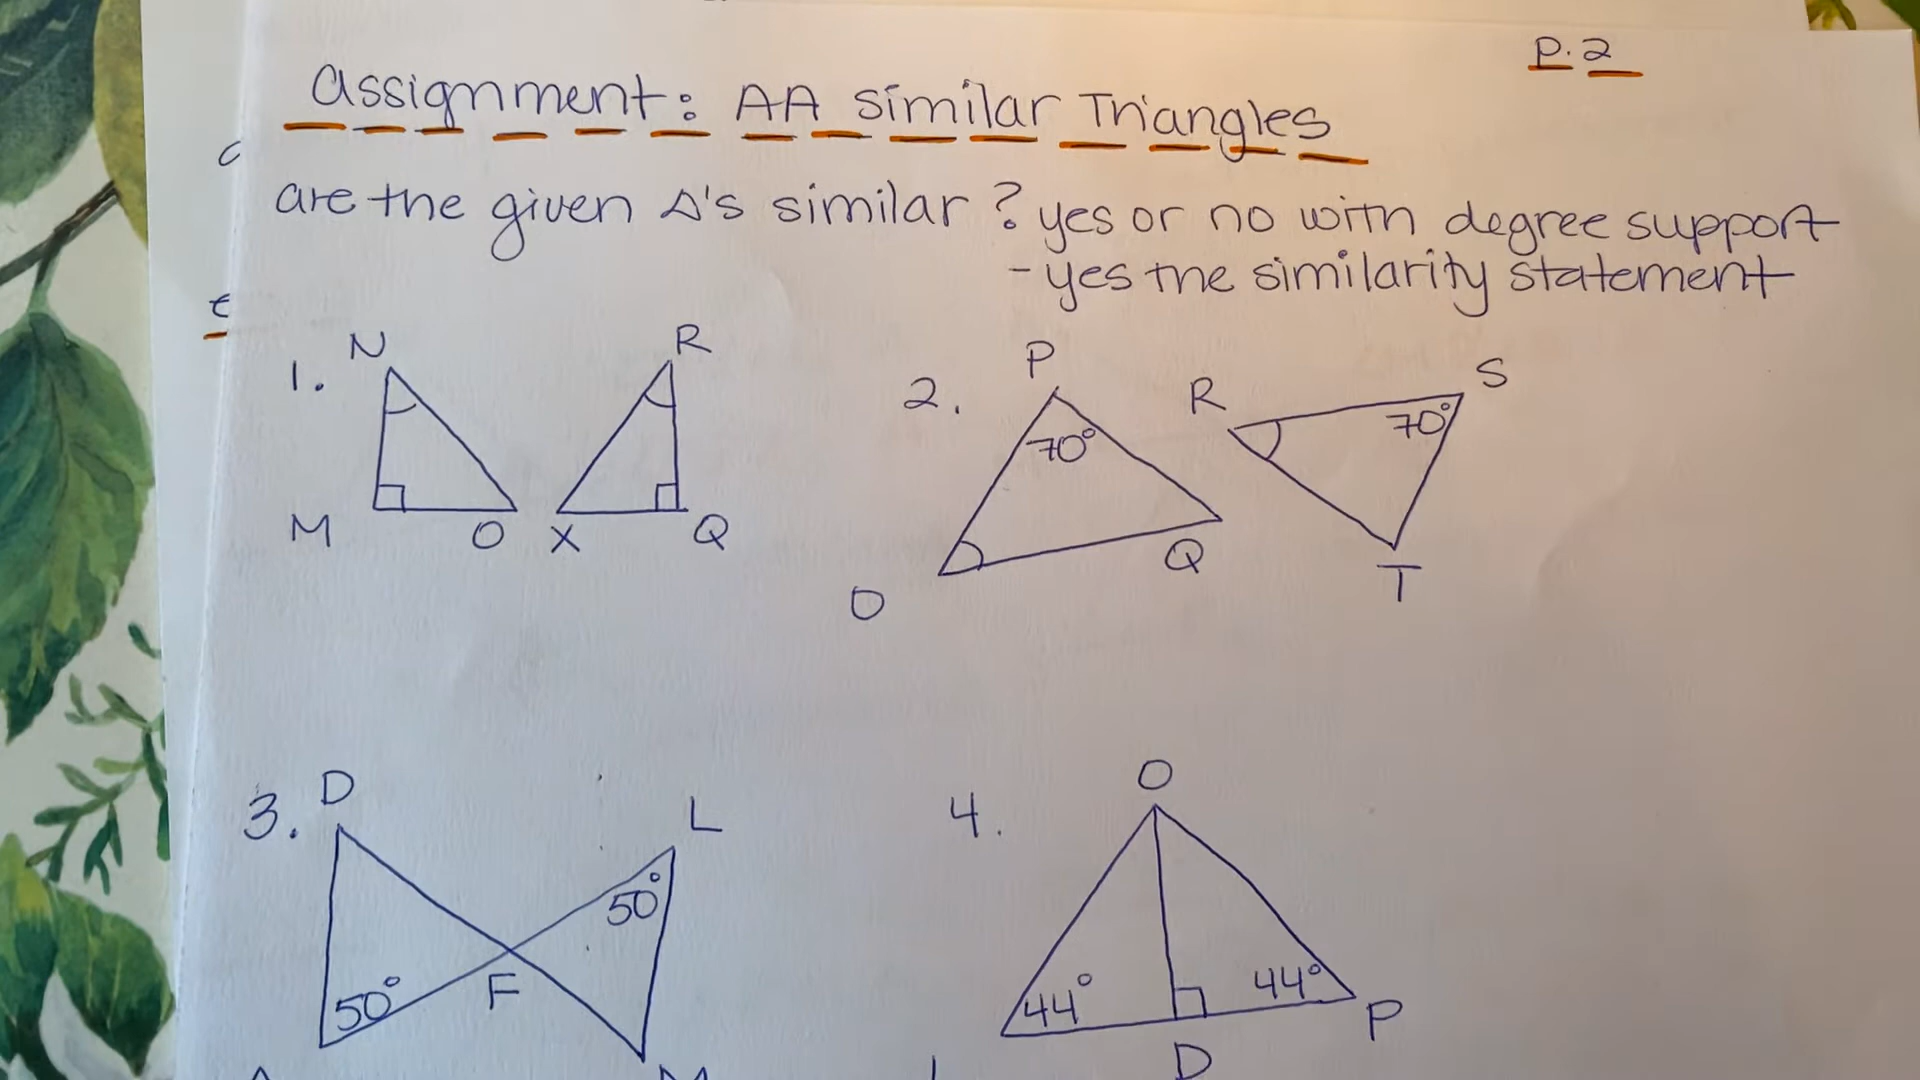 P. 2
assignment: AA similar Triangles
are the given Δ's similar? yes or no with degree support
- yes the similarity statement
1.
N
R
M
O
X
Q
2.
P
R
S
70°
70°
Q
O
T
3.
D
L
50°
50°
F
4.
O
44°
44°
D
P